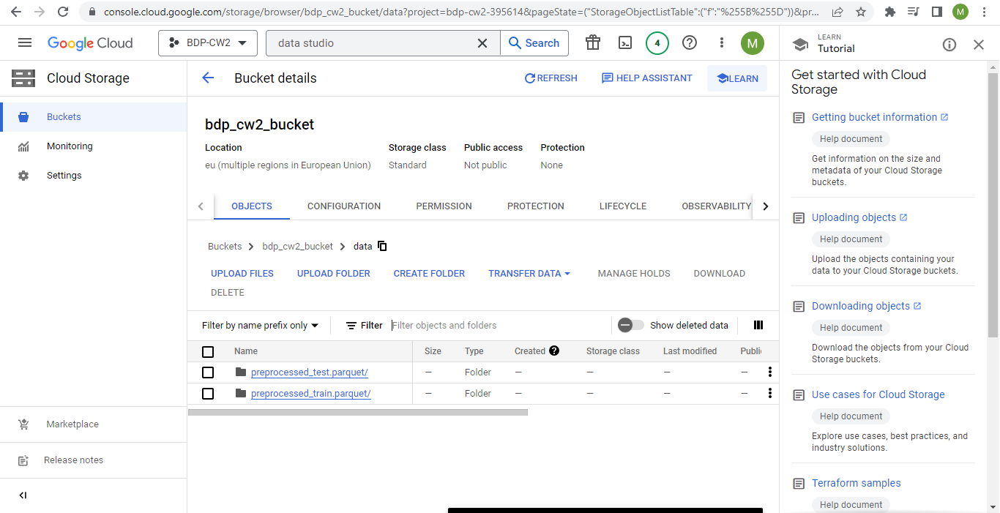 console.cloud.google.com/storage/browser/bdp_cw2_bucket/data?project=bdp-cw2-395614&pageState=("StorageObjectListTable":("f":"%255B%255D"))&pr...
M
Google Cloud
BDP-CW2
data studio
Search
4
M
LEARN
Tutorial
Cloud Storage
Bucket details
REFRESH
HELP ASSISTANT
LEARN
Buckets
Monitoring
Settings
Marketplace
Release notes
bdp_cw2_bucket
Location
eu (multiple regions in European Union)
Storage class
Standard
Public access
Not public
Protection
None
OBJECTS
CONFIGURATION
PERMISSION
PROTECTION
LIFECYCLE
OBSERVABILITY
Buckets > bdp_cw2_bucket > data
UPLOAD FILES
UPLOAD FOLDER
CREATE FOLDER
TRANSFER DATA
MANAGE HOLDS
DOWNLOAD
DELETE
Filter by name prefix only
Filter
Filter objects and folders
Show deleted data
Name Size Type Created Storage class Last modified Public
preprocessed_test.parquet/ — Folder — — — —
preprocessed_train.parquet/ — Folder — — — —
Get started with Cloud
Storage
Getting bucket information
Help document
Get information on the size and
metadata of your Cloud Storage
buckets.
Uploading objects
Help document
Upload the objects containing your
data to your Cloud Storage buckets.
Downloading objects
Help document
Download the objects from your Cloud
Storage buckets.
Use cases for Cloud Storage
Help document
Explore use cases, best practices, and
industry solutions.
Terraform samples
Help document